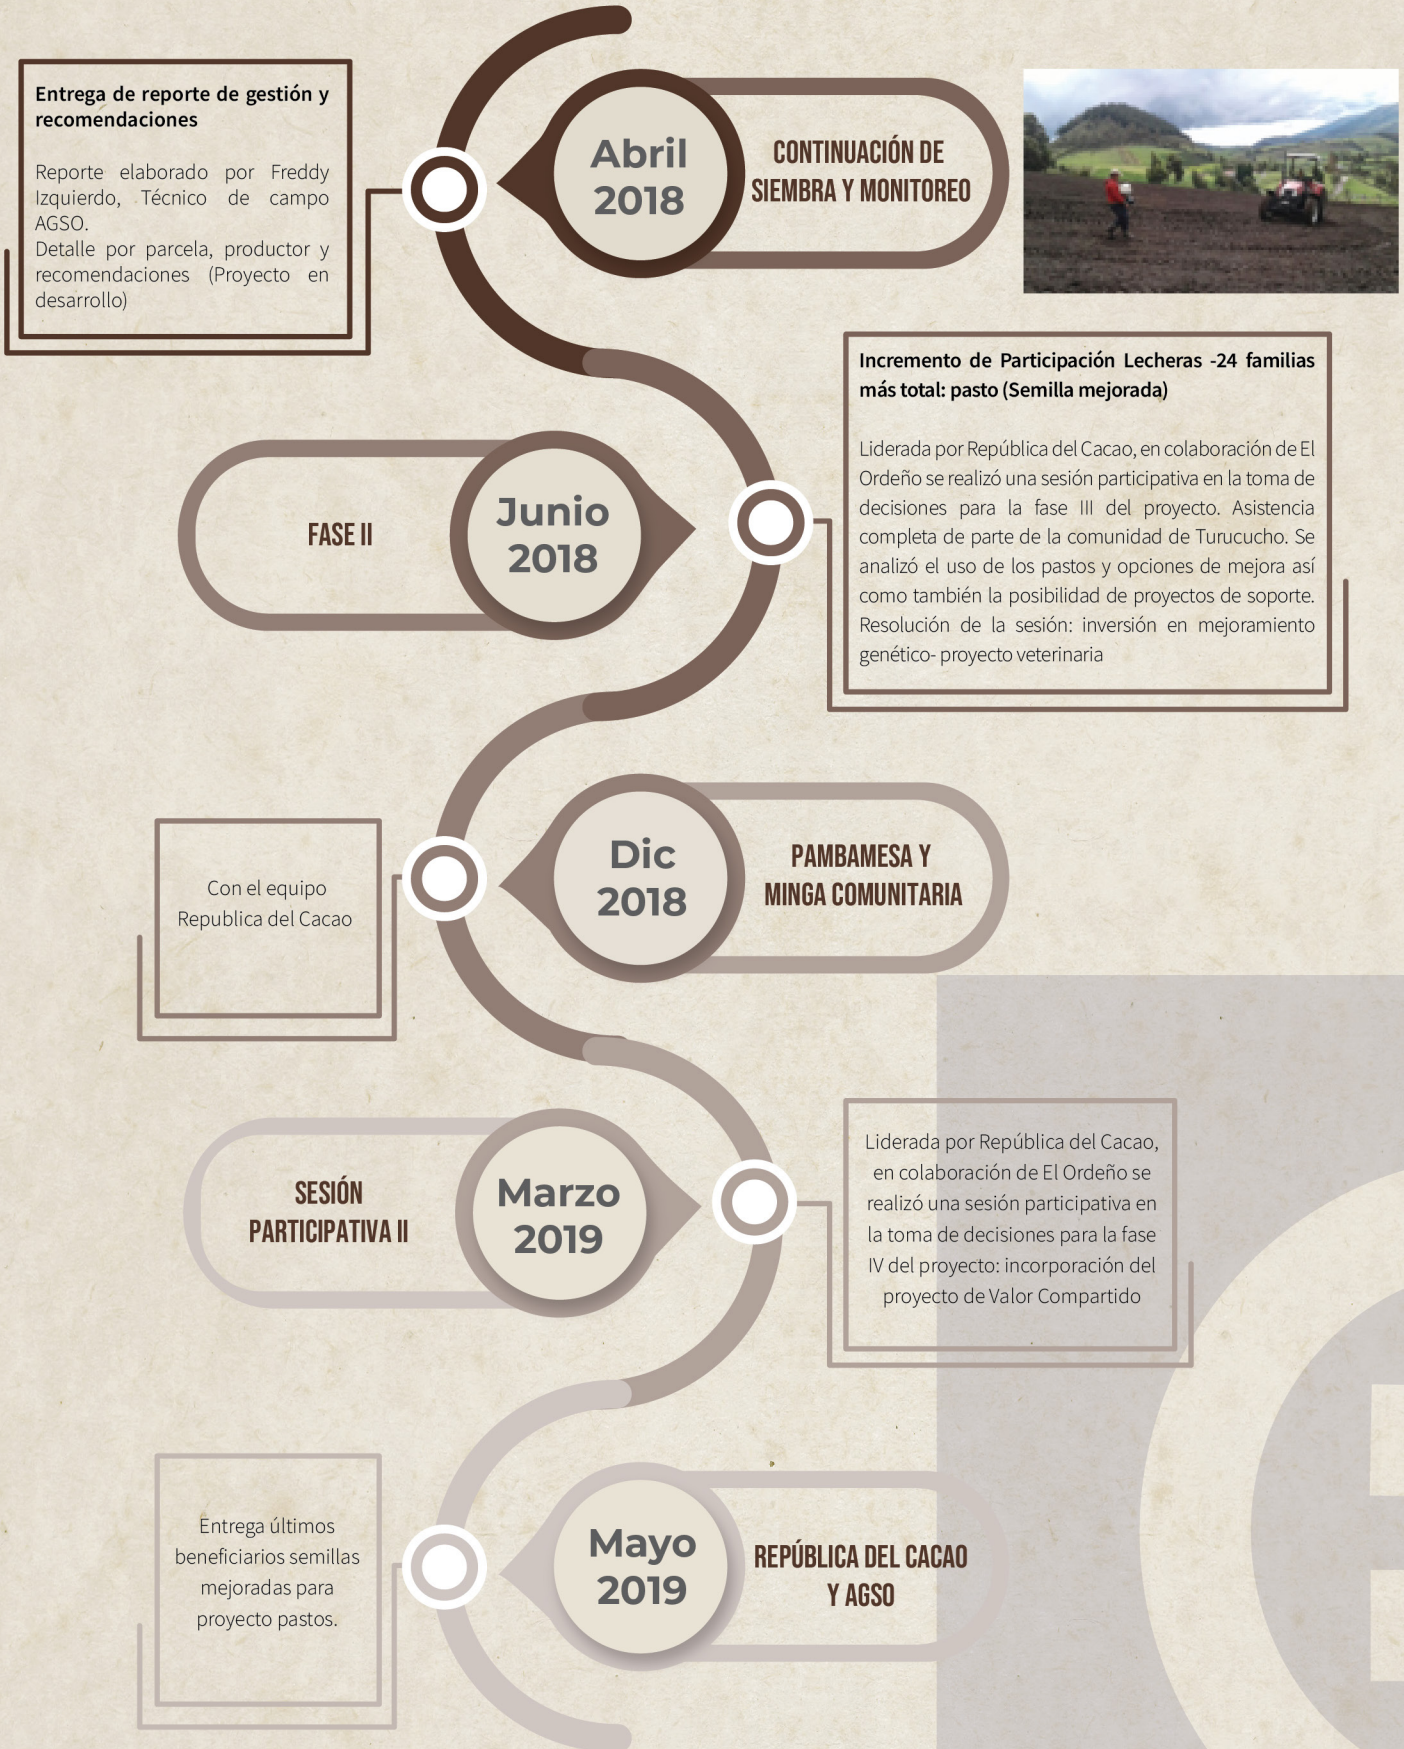 Entrega de reporte de gestión y
recomendaciones
Reporte elaborado por Freddy
Izquierdo, Técnico de campo
AGSO.
Detalle por parcela, productor y
recomendaciones (Proyecto en
desarrollo)
Abril
2018
CONTINUACIÓN DE
SIEMBRA Y MONITOREO
Incremento de Participación Lecheras -24 familias
más total: pasto (Semilla mejorada)
Liderada por República del Cacao, en colaboración de El
Ordeño se realizó una sesión participativa en la toma de
decisiones para la fase III del proyecto. Asistencia
completa de parte de la comunidad de Turucucho. Se
analizó el uso de los pastos y opciones de mejora así
como también la posibilidad de proyectos de soporte.
Resolución de la sesión: inversión en mejoramiento
genético- proyecto veterinaria
FASE II
Junio
2018
Con el equipo
Republica del Cacao
Dic
2018
PAMBAMESA Y
MINGA COMUNITARIA
SESIÓN
PARTICIPATIVA II
Marzo
2019
Liderada por República del Cacao,
en colaboración de El Ordeño se
realizó una sesión participativa en
la toma de decisiones para la fase
IV del proyecto: incorporación del
proyecto de Valor Compartido
Entrega últimos
beneficiarios semillas
mejoradas para
proyecto pastos.
Mayo
2019
REPÚBLICA DEL CACAO
Y AGSO